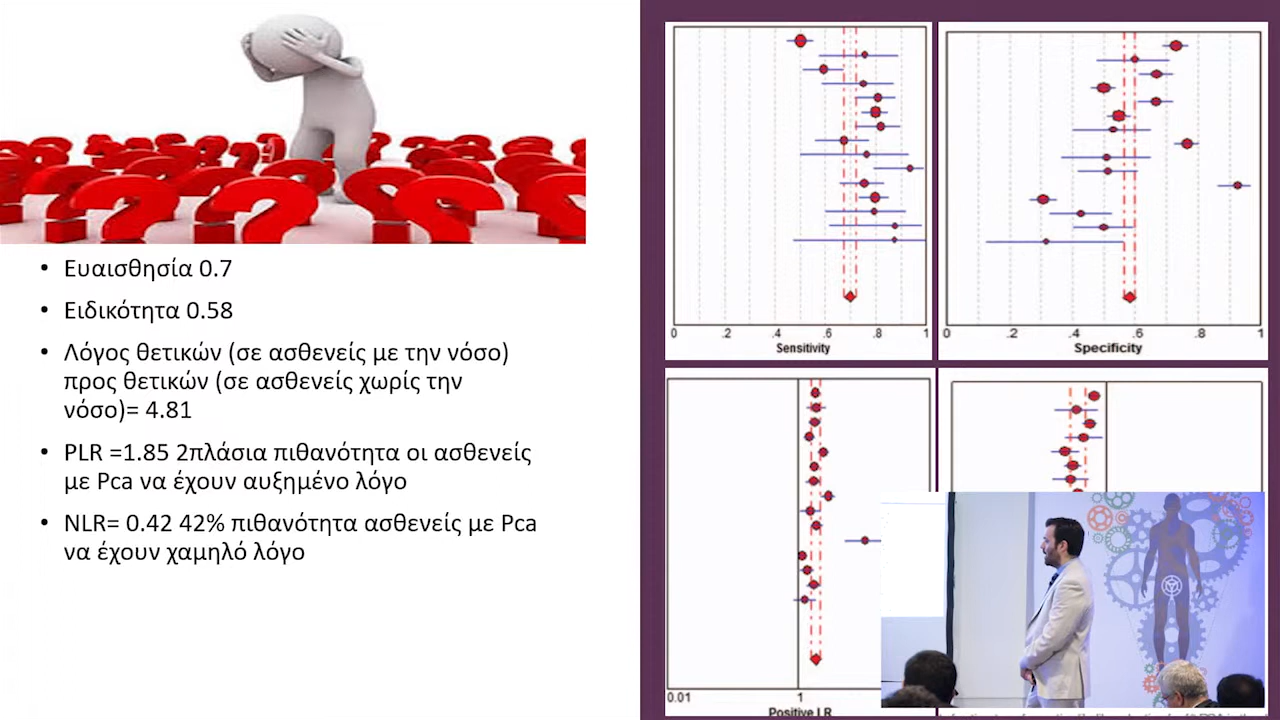 • Ευαισθησία 0.7
• Ειδικότητα 0.58
• Λόγος θετικών (σε ασθενείς με την νόσο)
προς θετικών (σε ασθενείς χωρίς την
νόσο)= 4.81
• PLR =1.85 2πλάσια πιθανότητα οι ασθενείς
με Pca να έχουν αυξημένο λόγο
• NLR= 0.42 42% πιθανότητα ασθενείς με Pca
να έχουν χαμηλό λόγο
0 .2 .4 .6 .8 1
Sensitivity
0 .2 .4 .6 .8 1
Specificity
0.01 1
Positive LR